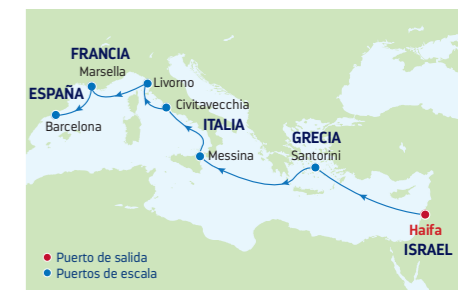 FRANCIA
Marsella
Livorno
ESPAÑA
Civitavecchia
Barcelona
ITALIA
GRECIA
Messina
Santorini
Haifa
ISRAEL
Puerto de salida
Puertos de escala